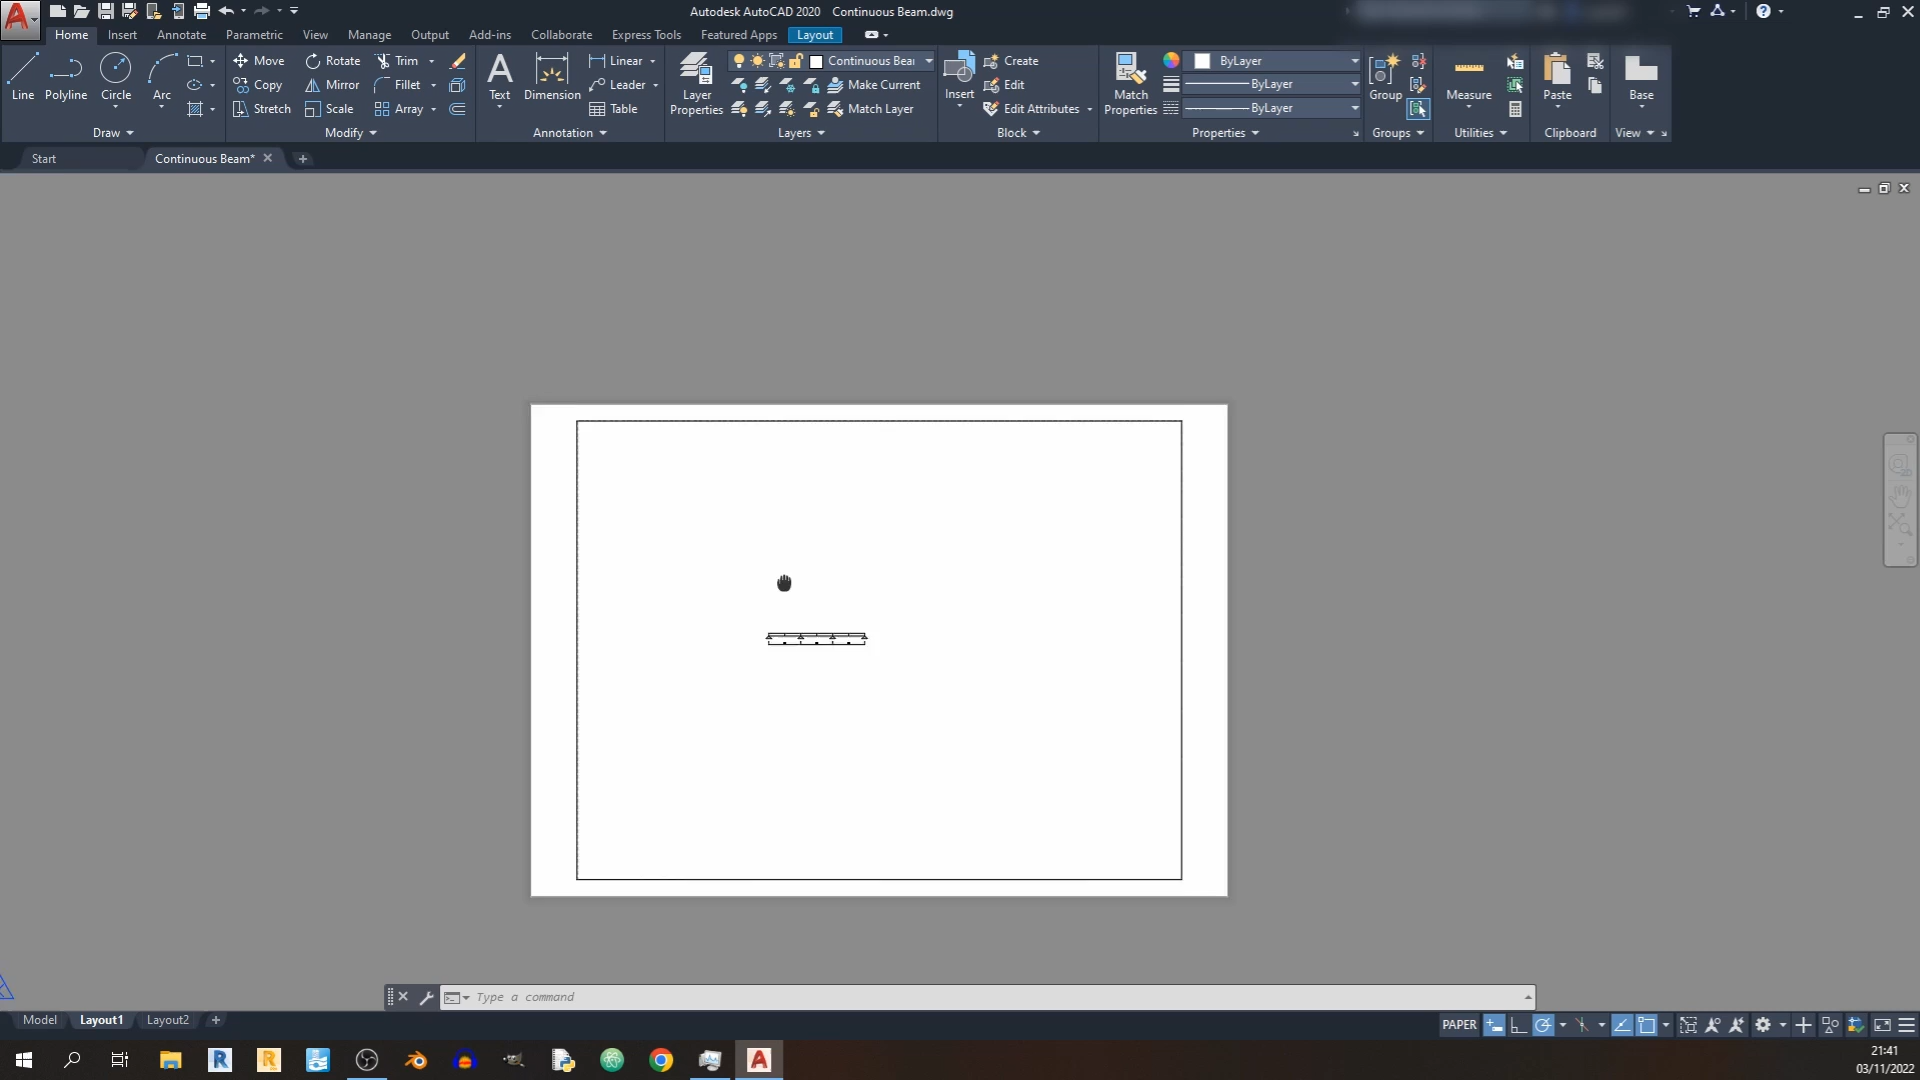 Autodesk AutoCAD 2020 Continuous Beam.dwg
Home Insert Annotate Parametric View Manage Output Add-ins Collaborate Express Tools Featured Apps Layout
Line Polyline Circle Arc
Move Rotate Trim
Copy Mirror Fillet
Stretch Scale Array
Text Dimension
Linear
Leader
Table
Layer
Properties
Continuous Bear
Make Current
Match Layer
Insert
Create
Edit
Edit Attributes
Match
Properties
ByLayer
ByLayer
ByLayer
Group
Measure
Paste
Base
Draw Modify Annotation Layers Block Properties Groups Utilities Clipboard View
Start Continuous Beam*
Type a command
Model Layout1 Layout2
PAPER
21:41
03/11/2022